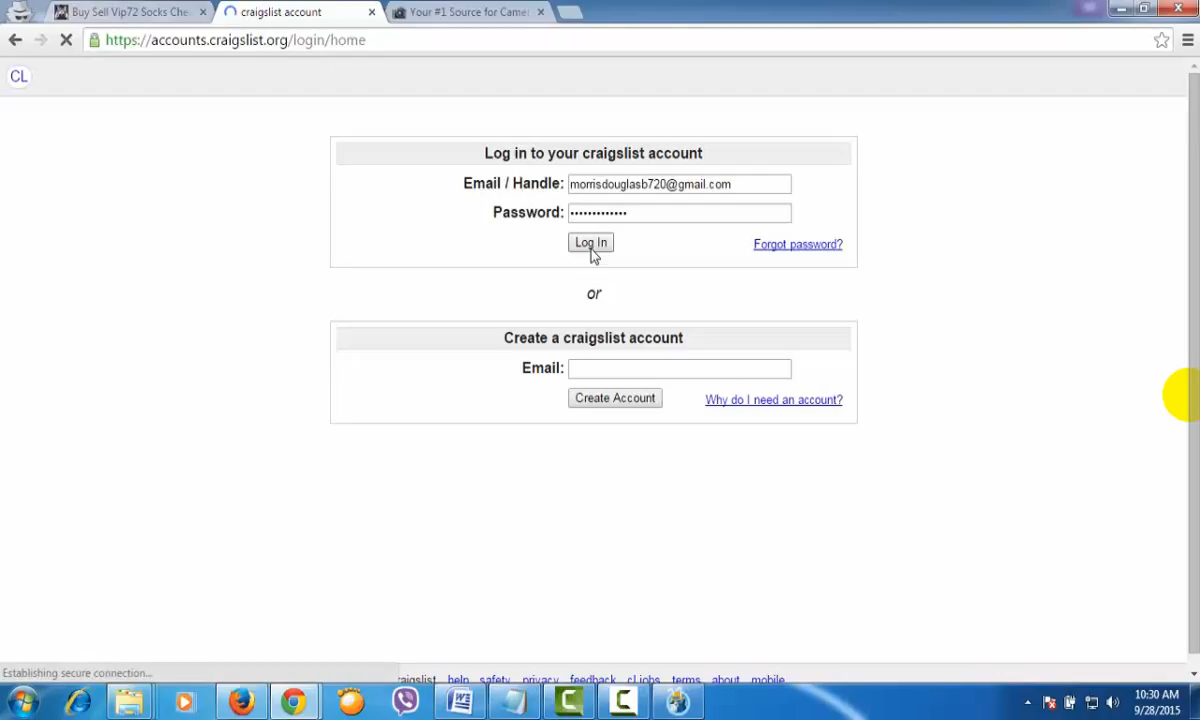 Buy Sell Vip72 Socks Che
craigslist account
Your #1 Source for Camer
https://accounts.craigslist.org/login/home
CL
Log in to your craigslist account
Email / Handle: morrisdouglasb720@gmail.com
Password: •••••••••••••
Log In
Forgot password?
or
Create a craigslist account
Email:
Create Account
Why do I need an account?
Establishing secure connection...
raigslist help safety privacy feedback cl jobs terms about mobile
10:30 AM
9/28/2015